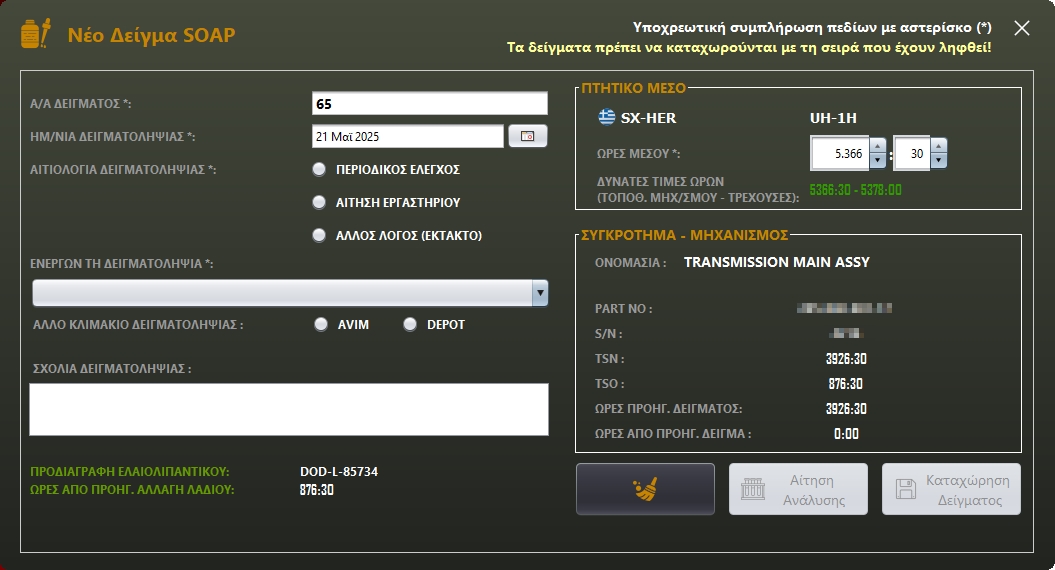 Νέο Δείγμα SOAP
Υποχρεωτική συμπλήρωση πεδίων με αστερίσκο (*)
Τα δείγματα πρέπει να καταχωρούνται με τη σειρά που έχουν ληφθεί!
Α/Α ΔΕΙΓΜΑΤΟΣ *:
65
ΗΜ/ΝΙΑ ΔΕΙΓΜΑΤΟΛΗΨΙΑΣ *:
21 Μαΐ 2025
ΑΙΤΙΟΛΟΓΙΑ ΔΕΙΓΜΑΤΟΛΗΨΙΑΣ *:
ΠΕΡΙΟΔΙΚΟΣ ΕΛΕΓΧΟΣ
ΑΙΤΗΣΗ ΕΡΓΑΣΤΗΡΙΟΥ
ΑΛΛΟΣ ΛΟΓΟΣ (ΕΚΤΑΚΤΟ)
ΕΝΕΡΓΩΝ ΤΗ ΔΕΙΓΜΑΤΟΛΗΨΙΑ *:
ΑΛΛΟ ΚΛΙΜΑΚΙΟ ΔΕΙΓΜΑΤΟΛΗΨΙΑΣ :
AVIM
DEPOT
ΣΧΟΛΙΑ ΔΕΙΓΜΑΤΟΛΗΨΙΑΣ :
ΠΡΟΔΙΑΓΡΑΦΗ ΕΛΑΙΟΛΙΠΑΝΤΙΚΟΥ:
DOD-L-85734
ΩΡΕΣ ΑΠΟ ΠΡΟΗΓ. ΑΛΛΑΓΗ ΛΑΔΙΟΥ:
876:30
ΠΤΗΤΙΚΟ ΜΕΣΟ
SX-HER
UH-1H
ΩΡΕΣ ΜΕΣΟΥ *:
5.366 : 30
ΔΥΝΑΤΕΣ ΤΙΜΕΣ ΩΡΩΝ
(ΤΟΠΟΘ. ΜΗΧ/ΣΜΟΥ - ΤΡΕΧΟΥΣΕΣ):
5366:30 - 5378:00
ΣΥΓΚΡΟΤΗΜΑ - ΜΗΧΑΝΙΣΜΟΣ
ΟΝΟΜΑΣΙΑ :
TRANSMISSION MAIN ASSY
PART NO :
S/N :
TSN :
3926:30
TSO :
876:30
ΩΡΕΣ ΠΡΟΗΓ. ΔΕΙΓΜΑΤΟΣ:
3926:30
ΩΡΕΣ ΑΠΟ ΠΡΟΗΓ. ΔΕΙΓΜΑ :
0:00
Αίτηση
Ανάλυσης
Καταχώρηση
Δείγματος